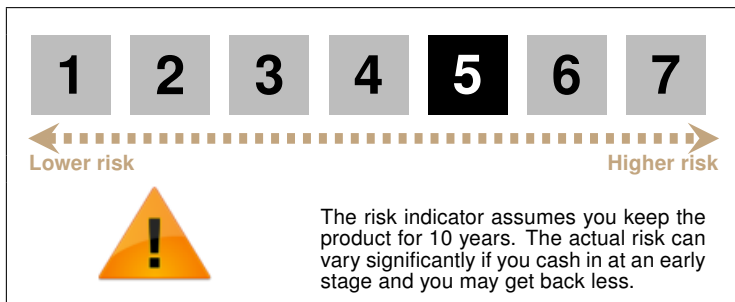 1 2 3 4 5 6 7
Lower risk Higher risk
!
The risk indicator assumes you keep the
product for 10 years. The actual risk can
vary significantly if you cash in at an early
stage and you may get back less.